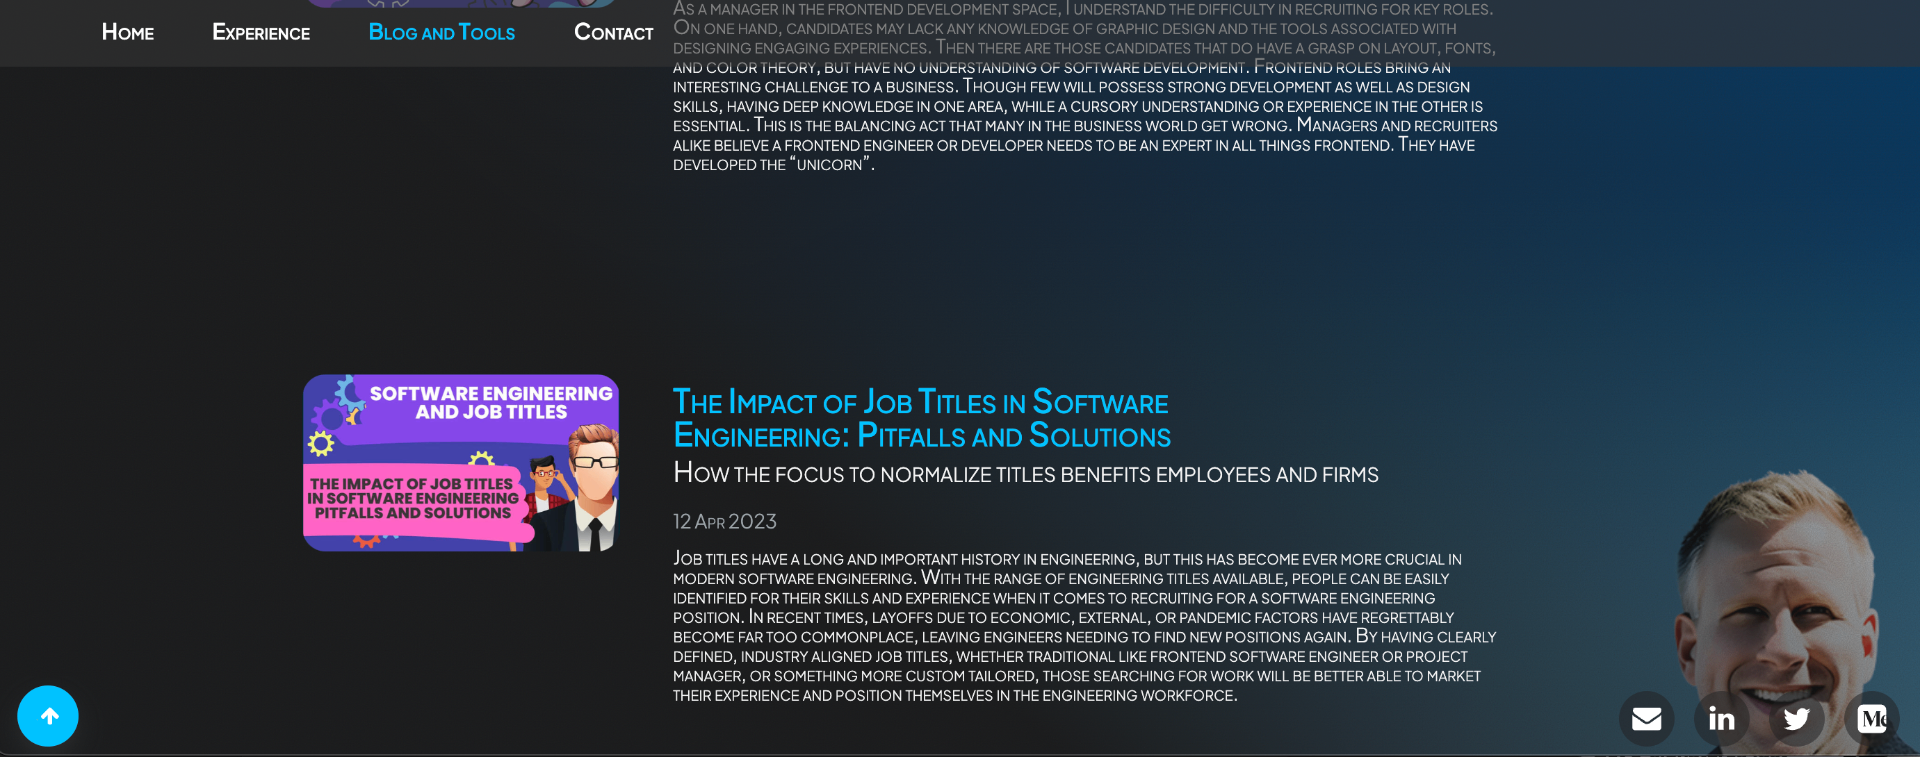 Home Experience Blog and Tools Contact
As a manager in the frontend development space, I understand the difficulty in recruiting for key roles.
On one hand, candidates may lack any knowledge of graphic design and the tools associated with
designing engaging experiences. Then there are those candidates that do have a grasp on layout, fonts,
and color theory, but have no understanding of software development. Frontend roles bring an
interesting challenge to a business. Though few will possess strong development as well as design
skills, having deep knowledge in one area, while a cursory understanding or experience in the other is
essential. This is the balancing act that many in the business world get wrong. Managers and recruiters
alike believe a frontend engineer or developer needs to be an expert in all things frontend. They have
developed the “unicorn”.
SOFTWARE ENGINEERING
AND JOB TITLES
THE IMPACT OF JOB TITLES
IN SOFTWARE ENGINEERING
PITFALLS AND SOLUTIONS
The Impact of Job Titles in Software
Engineering: Pitfalls and Solutions
How the focus to normalize titles benefits employees and firms
12 Apr 2023
Job titles have a long and important history in engineering, but this has become ever more crucial in
modern software engineering. With the range of engineering titles available, people can be easily
identified for their skills and experience when it comes to recruiting for a software engineering
position. In recent times, layoffs due to economic, external, or pandemic factors have regrettably
become far too commonplace, leaving engineers needing to find new positions again. By having clearly
defined, industry aligned job titles, whether traditional like frontend software engineer or project
manager, or something more custom tailored, those searching for work will be better able to market
their experience and position themselves in the engineering workforce.
in
Me